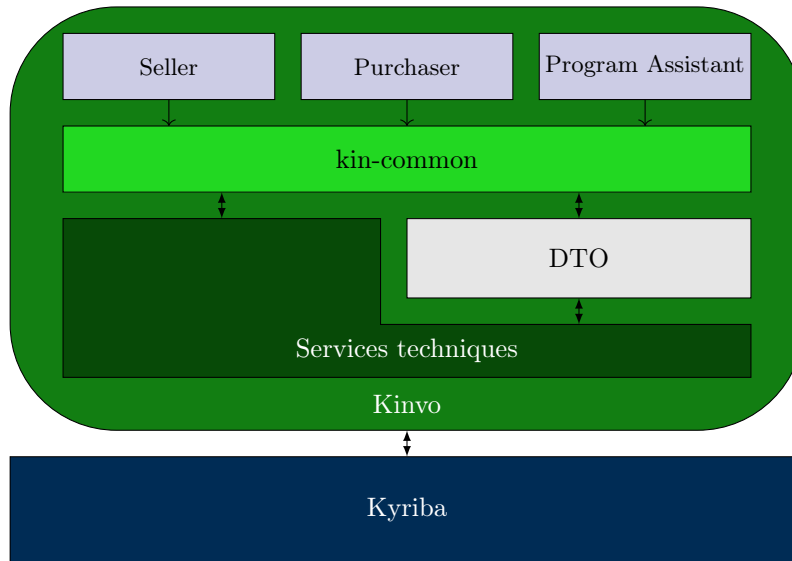 Seller
Purchaser
Program Assistant
kin-common
DTO
Services techniques
Kinvo
Kyriba